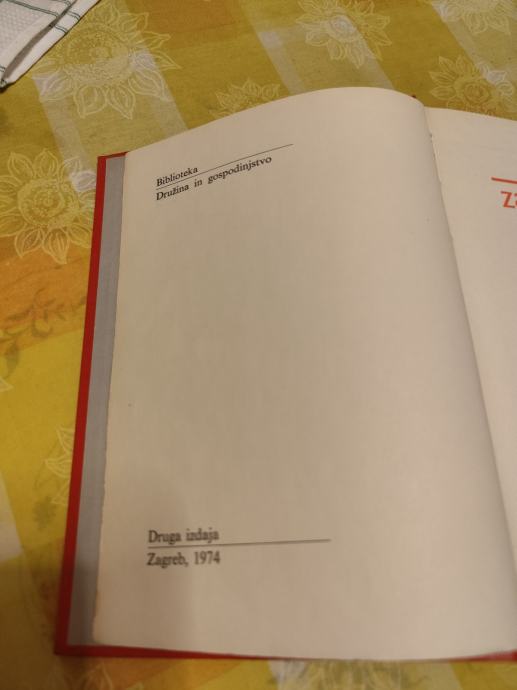 Biblioteka
Družina in gospodinjstvo
Druga izdaja
Zagreb, 1974